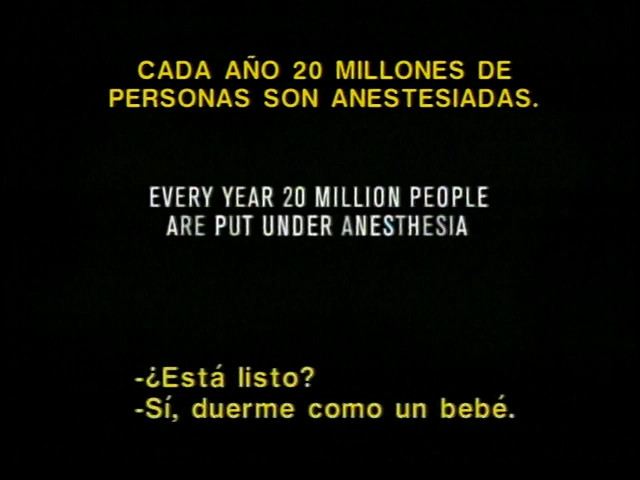 CADA AÑO 20 MILLONES DE
PERSONAS SON ANESTESIADAS.
EVERY YEAR 20 MILLION PEOPLE
ARE PUT UNDER ANESTHESIA
-¿Está listo?
-Sí, duerme como un bebé.